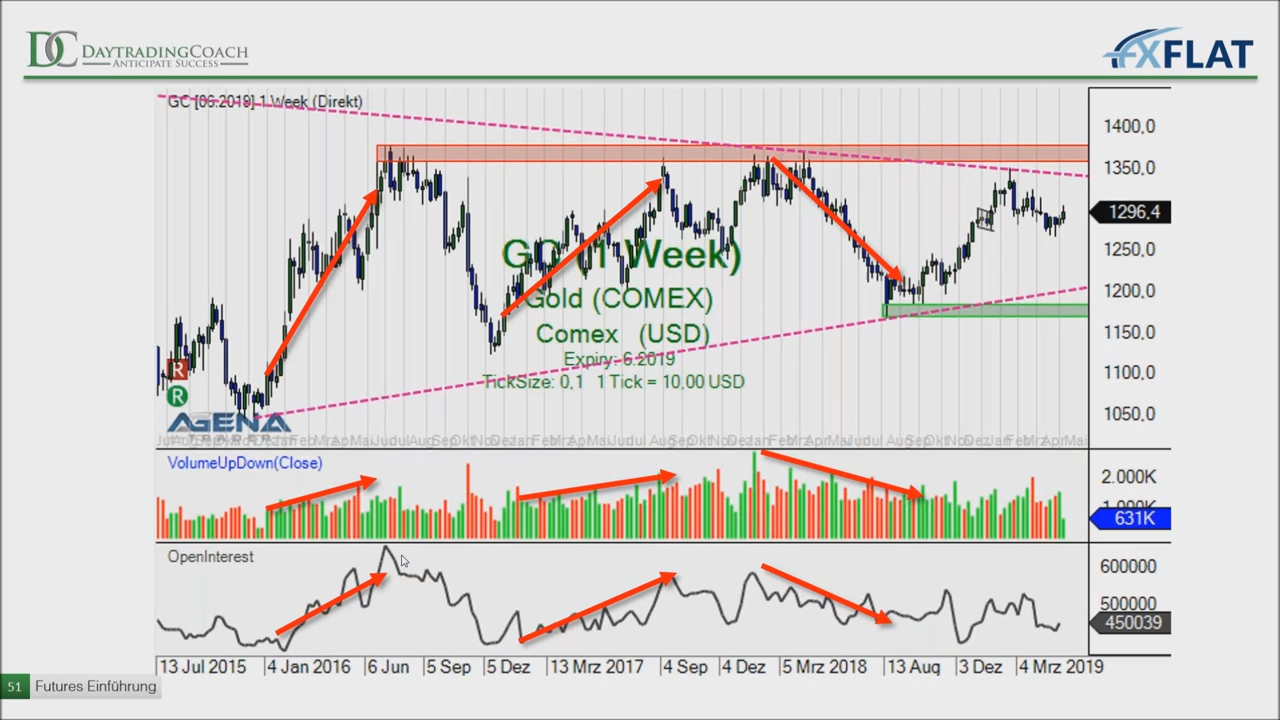 DC DAYTRADINGCOACH
ANTICIPATE SUCCESS
FXFLAT
GC [06.2019] 1 Week (Direkt)
1400,0
1350,0
1296,4
1250,0
1200,0
1150,0
1100,0
1050,0
GC (1 Week)
Gold (COMEX)
Comex (USD)
Expiry: 6.2019
TickSize: 0,1 1 Tick = 10,00 USD
R
R
AGENA
VolumeUpDown(Close)
2.000K
1.000K
631K
OpenInterest
600000
500000
450039
13 Jul 2015 4 Jan 2016 6 Jun 5 Sep 5 Dez 13 Mrz 2017 4 Sep 4 Dez 5 Mrz 2018 13 Aug 3 Dez 4 Mrz 2019
51 Futures Einführung